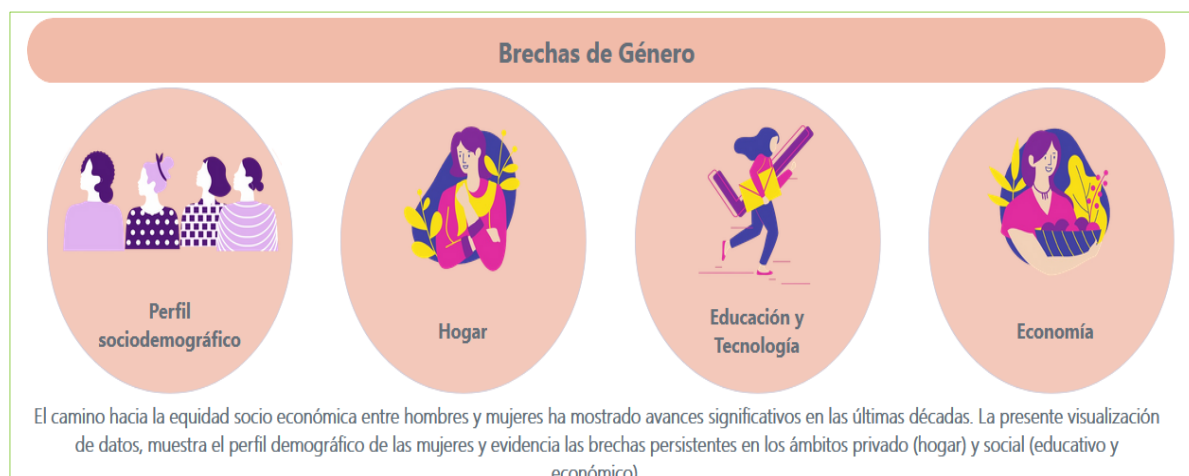 Brechas de Género
Perfil
sociodemográfico
Hogar
Educación y
Tecnología
Economía
El camino hacia la equidad socio económica entre hombres y mujeres ha mostrado avances significativos en las últimas décadas. La presente visualización
de datos, muestra el perfil demográfico de las mujeres y evidencia las brechas persistentes en los ámbitos privado (hogar) y social (educativo y
económico)